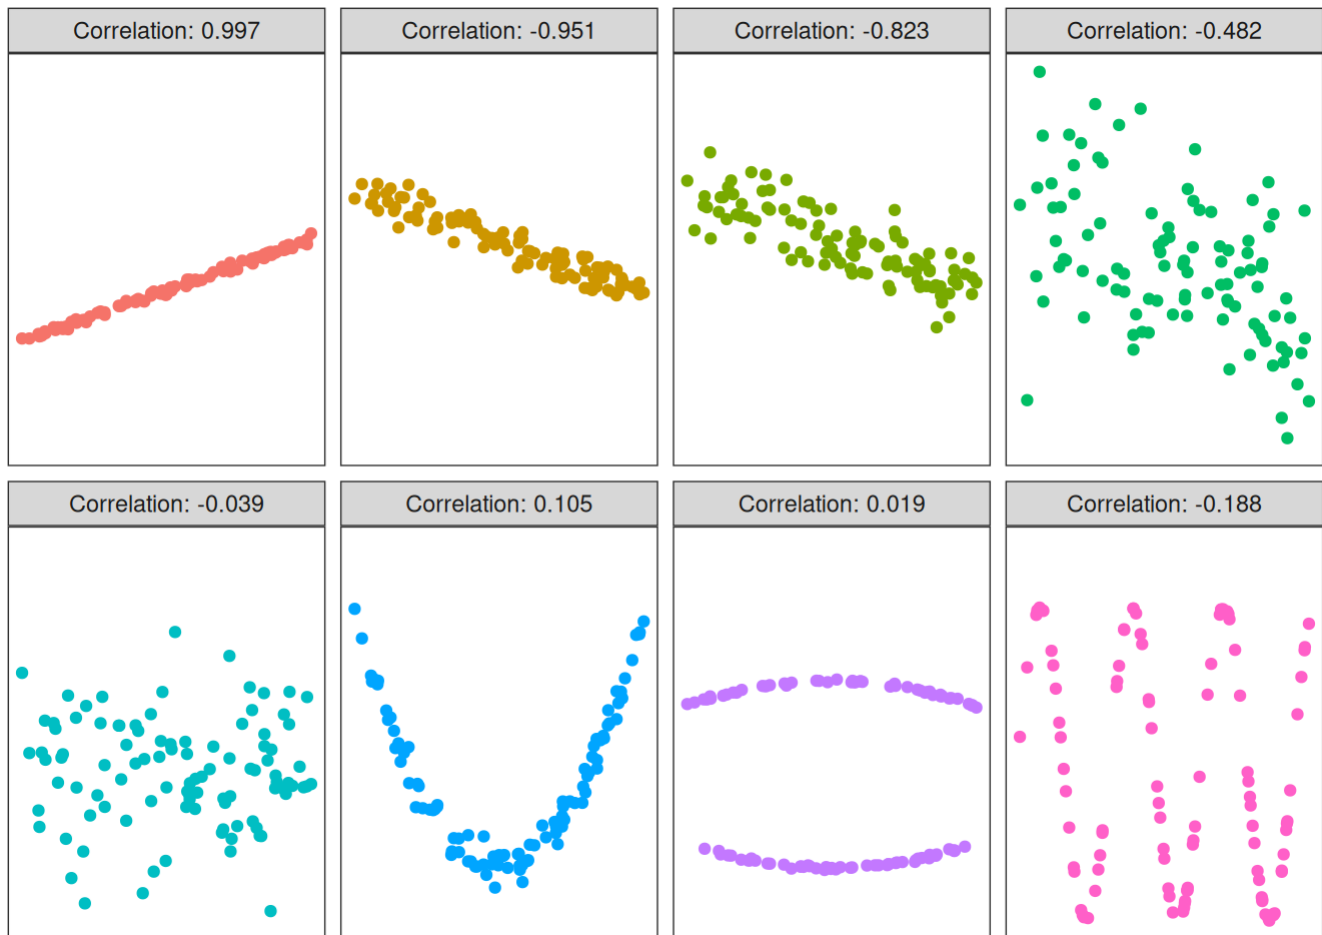 Correlation: 0.997
Correlation: -0.951
Correlation: -0.823
Correlation: -0.482
Correlation: -0.039
Correlation: 0.105
Correlation: 0.019
Correlation: -0.188